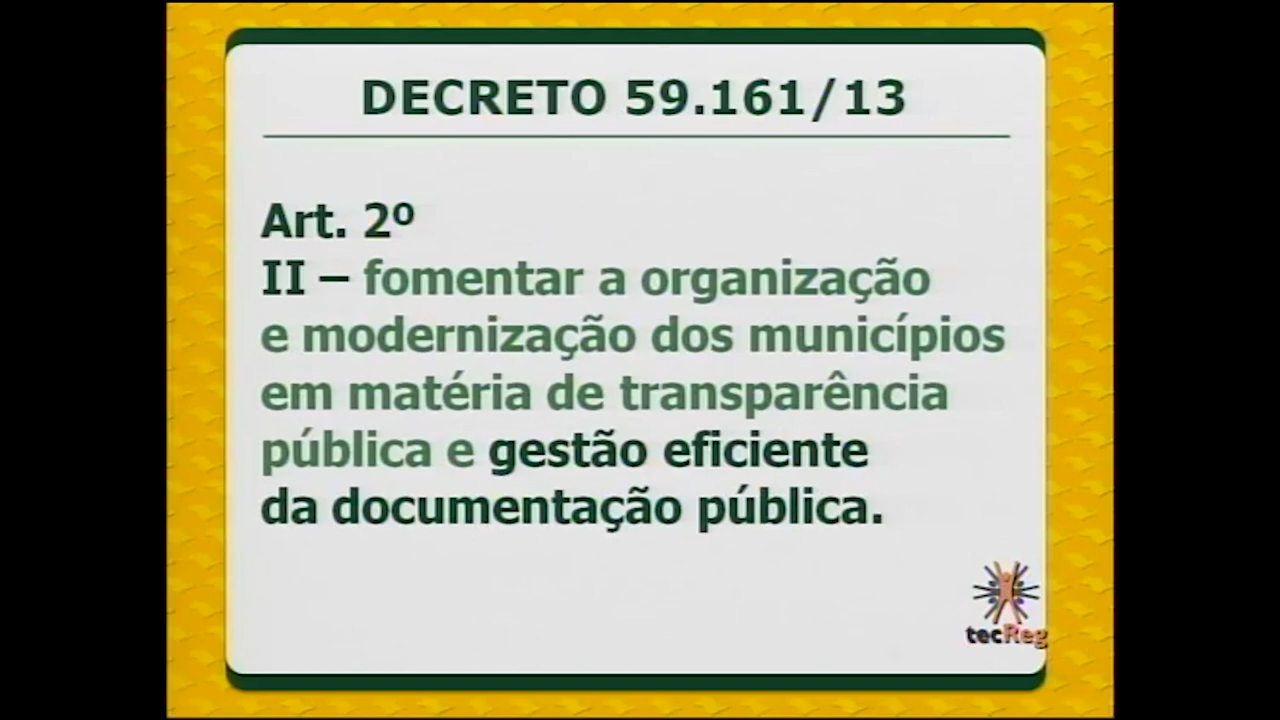 DECRETO 59.161/13
Art. 2º
II – fomentar a organização
e modernização dos municípios
em matéria de transparência
pública e gestão eficiente
da documentação pública.
tecReg